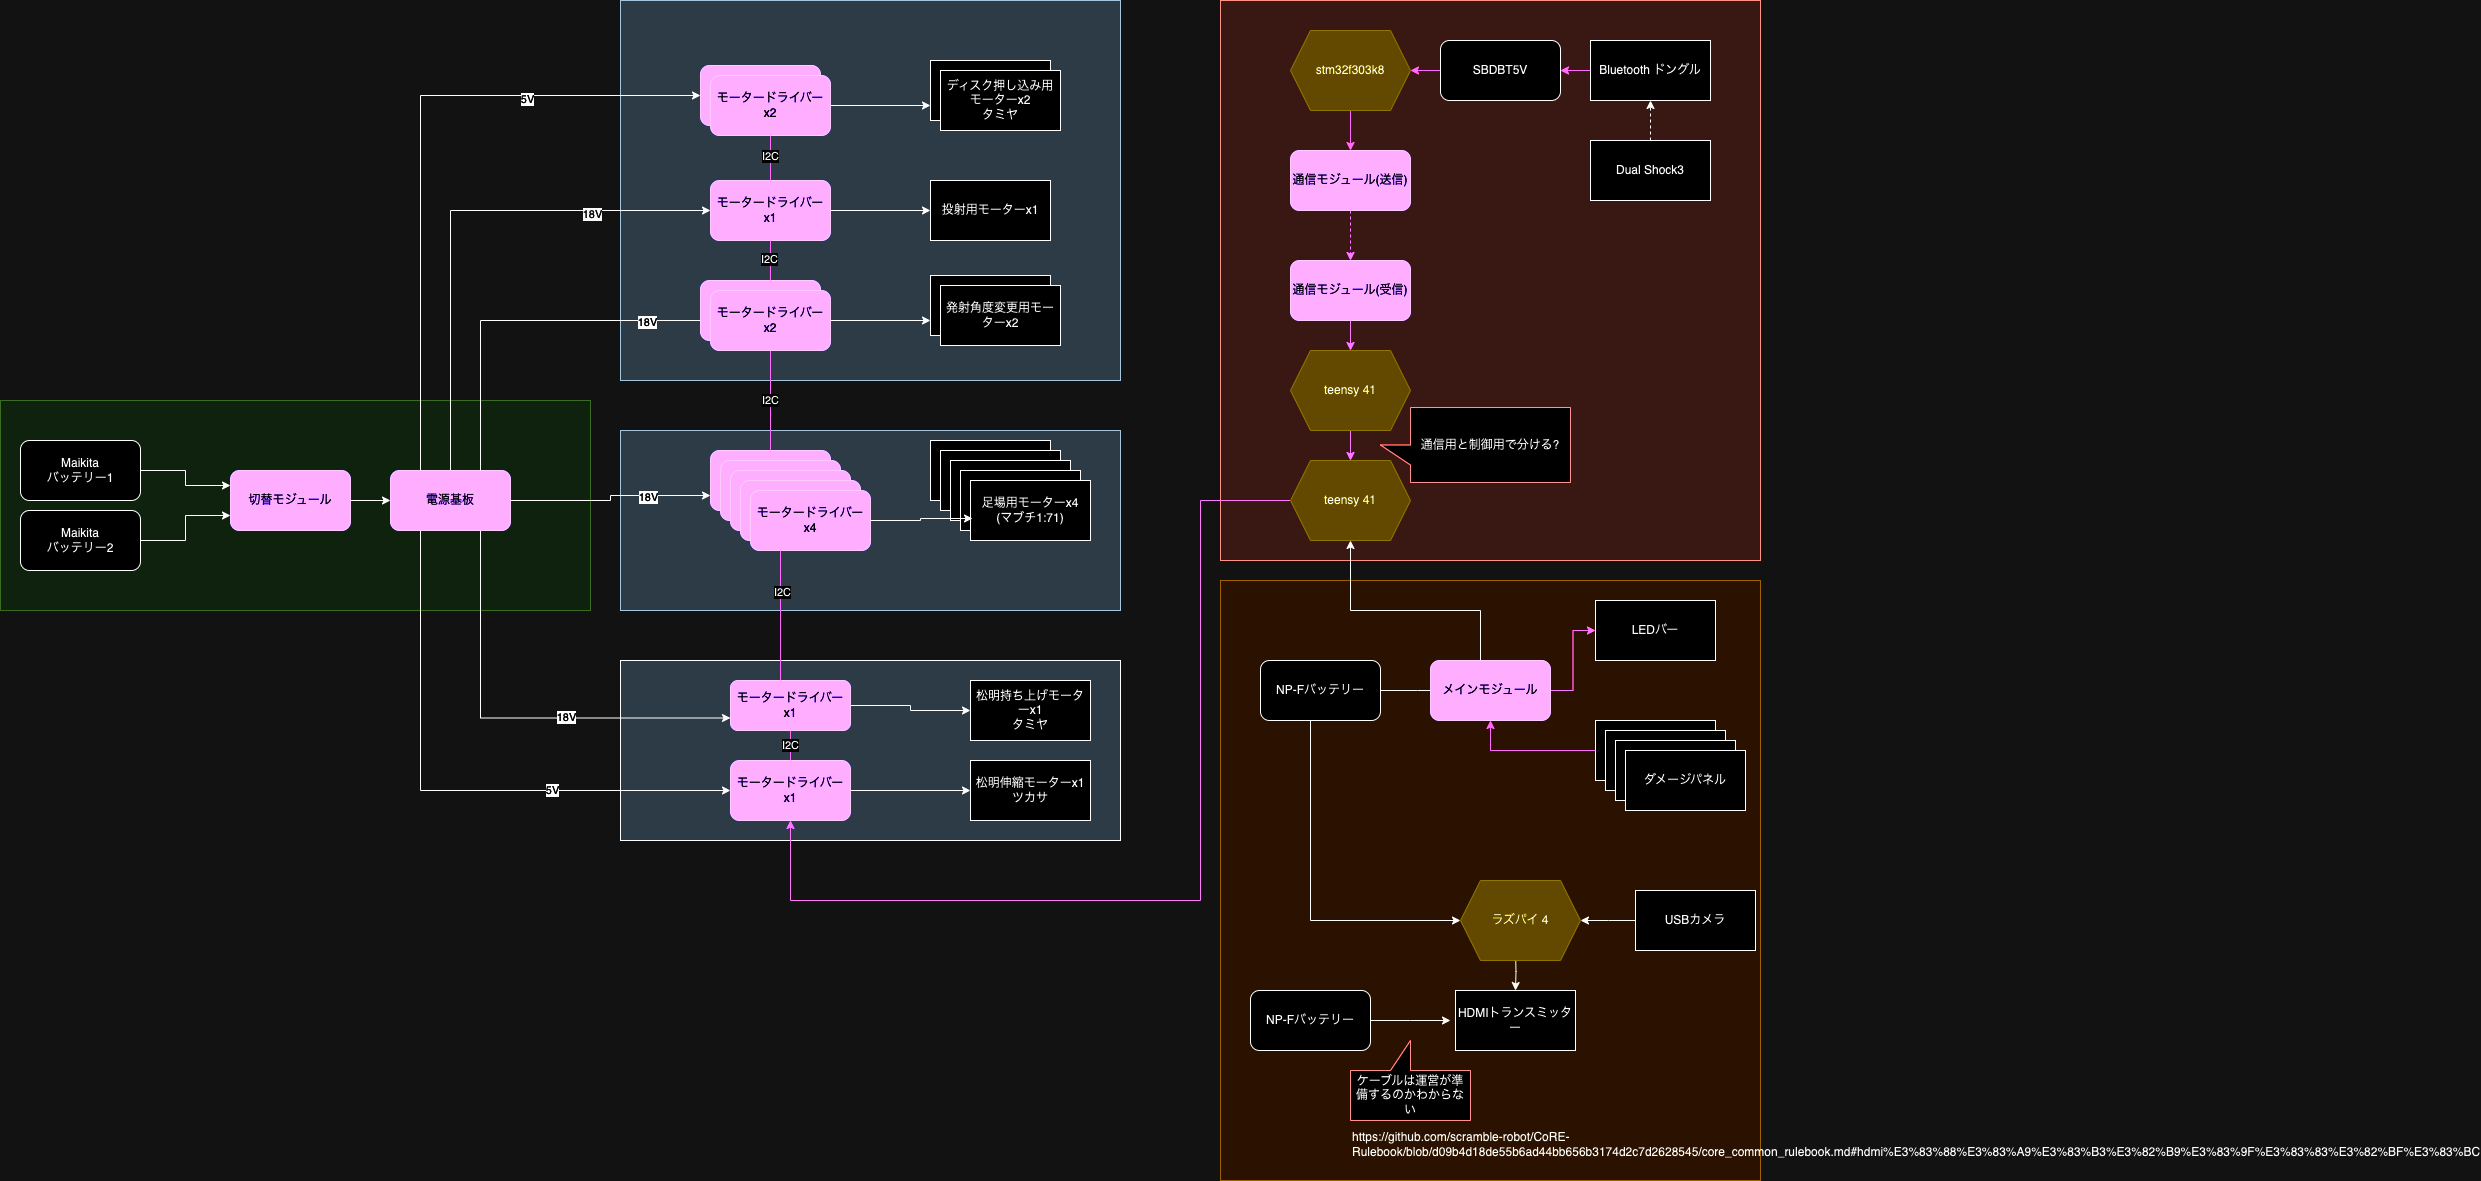 5V
モータードライバー
x2
ディスク押し込み用
モーターx2
タミヤ
I2C
18V
モータードライバー
x1
投射用モーターx1
I2C
18V
モータードライバー
x2
発射角度変更用モー
ターx2
I2C
Maikita
バッテリー1
Maikita
バッテリー2
切替モジュール
電源基板
18V
モータードライバー
x4
足場用モーターx4
(マブチ1:71)
I2C
18V
モータードライバー
x1
松明持ち上げモータ
ーx1
タミヤ
I2C
5V
モータードライバー
x1
松明伸縮モーターx1
ツカサ
stm32f303k8
SBDBT5V
Bluetooth ドングル
Dual Shock3
通信モジュール(送信)
通信モジュール(受信)
teensy 41
通信用と制御用で分ける?
teensy 41
LEDバー
NP-Fバッテリー
メインモジュール
ダメージパネル
ラズパイ 4
USBカメラ
NP-Fバッテリー
HDMIトランスミッタ
ー
ケーブルは運営が準
備するのかわからな
い
https://github.com/scramble-robot/CoRE-
Rulebook/blob/d09b4d18de55b6ad44bb656b3174d2c7d2628545/core_common_rulebook.md#hdmi%E3%83%88%E3%83%A9%E3%83%B3%E3%82%B9%E3%83%9F%E3%83%83%E3%82%BF%E3%83%BC